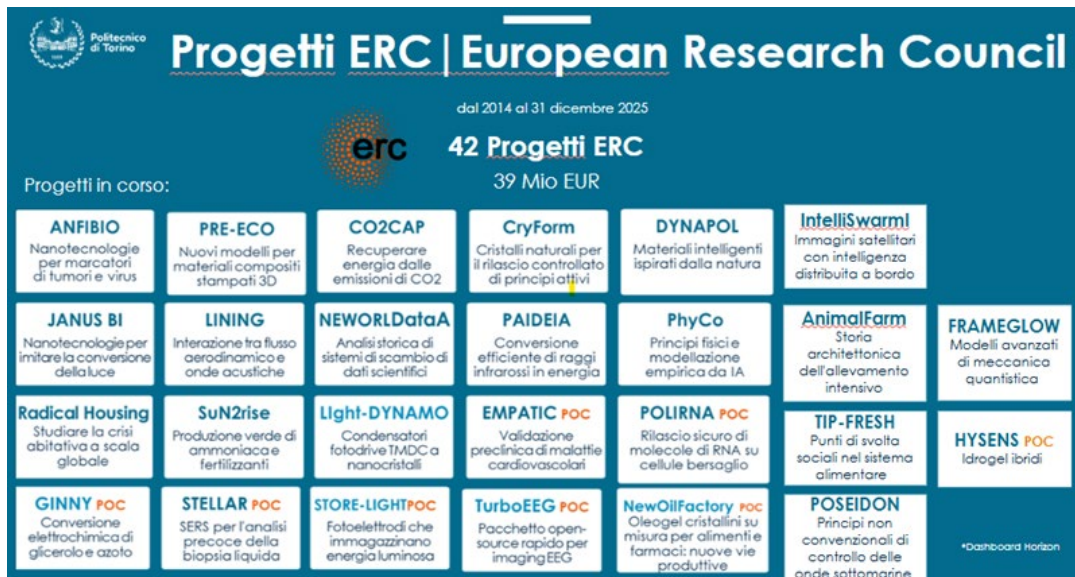 Politecnico
di Torino
Progetti ERC | European Research Council
dal 2014 al 31 dicembre 2025
erc
42 Progetti ERC
39 Mio EUR
Progetti in corso:
ANFIBIO
Nanotecnologie
per marcatori
di tumori e virus
PRE-ECO
Nuovi modelli per
materiali compositi
stampati 3D
CO2CAP
Recuperare
energia dalle
emissioni di CO2
CryForm
Cristalli naturali per
il rilascio controllato
di principi attivi
DYNAPOL
Materiali intelligenti
ispirati dalla natura
IntelliSwarml
Immagini satellitari
con intelligenza
distribuita a bordo
JANUS BI
Nanotecnologie per
imitare la conversione
della luce
LINING
Interazione tra flusso
aerodinamico e
onde acustiche
NEWORLDataA
Analisi storica di
sistemi di scambio di
dati scientifici
PAIDEIA
Conversione
efficiente di raggi
infrarossi in energia
PhyCo
Principi fisici e
modellazione
empirica da IA
AnimalFarm
Storia
architettonica
dell'allevamento
intensivo
FRAMEGLOW
Modelli avanzati
di meccanica
quantistica
Radical Housing
Studiare la crisi
abitativa a scala
globale
SuN2rise
Produzione verde di
ammoniaca e
fertilizzanti
LIght-DYNAMO
Condensatori
fotodrive TMDC a
nanocristalli
EMPATIC POC
Validazione
preclinica di malattie
cardiovascolari
POLIRNA POC
Rilascio sicuro di
molecole di RNA su
cellule bersaglio
TIP-FRESH
Punti di svolta
sociali nel sistema
alimentare
HYSENS POC
Idrogel ibridi
GINNY POC
Conversione
elettrochimica di
glicerolo e azoto
STELLAR POC
SERS per l'analisi
precoce della
biopsia liquida
STORE-LIGHTPOC
Fotoelettrodi che
immagazzinano
energia luminosa
TurboEEG POC
Pacchetto open-
source rapido per
imaging EEG
NewOilFactory POC
Oleogel cristallini su
misura per alimenti e
farmaci: nuove vie
produttive
POSEIDON
Principi non
convenzionali di
controllo delle
onde sottomarine
*Dashboard Horizon